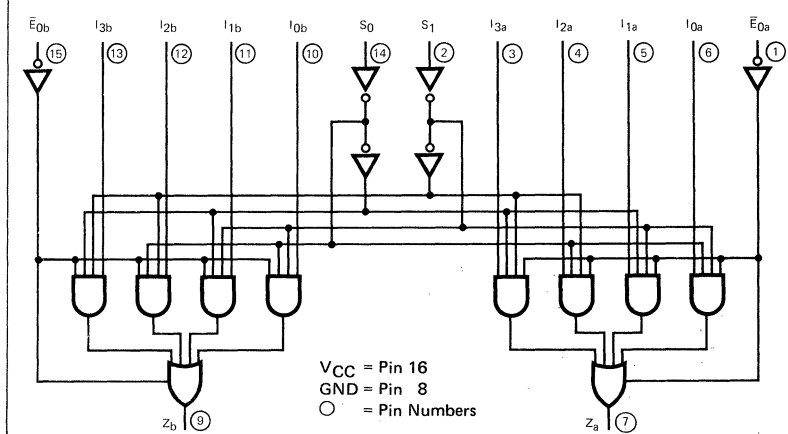 Ē0b I3b I2b I1b I0b S0 S1 I3a I2a I1a I0a Ē0a
15 13 12 11 10 14 2 3 4 5 6 1
VCC = Pin 16
GND = Pin 8
○ = Pin Numbers
Zb 9 Za 7